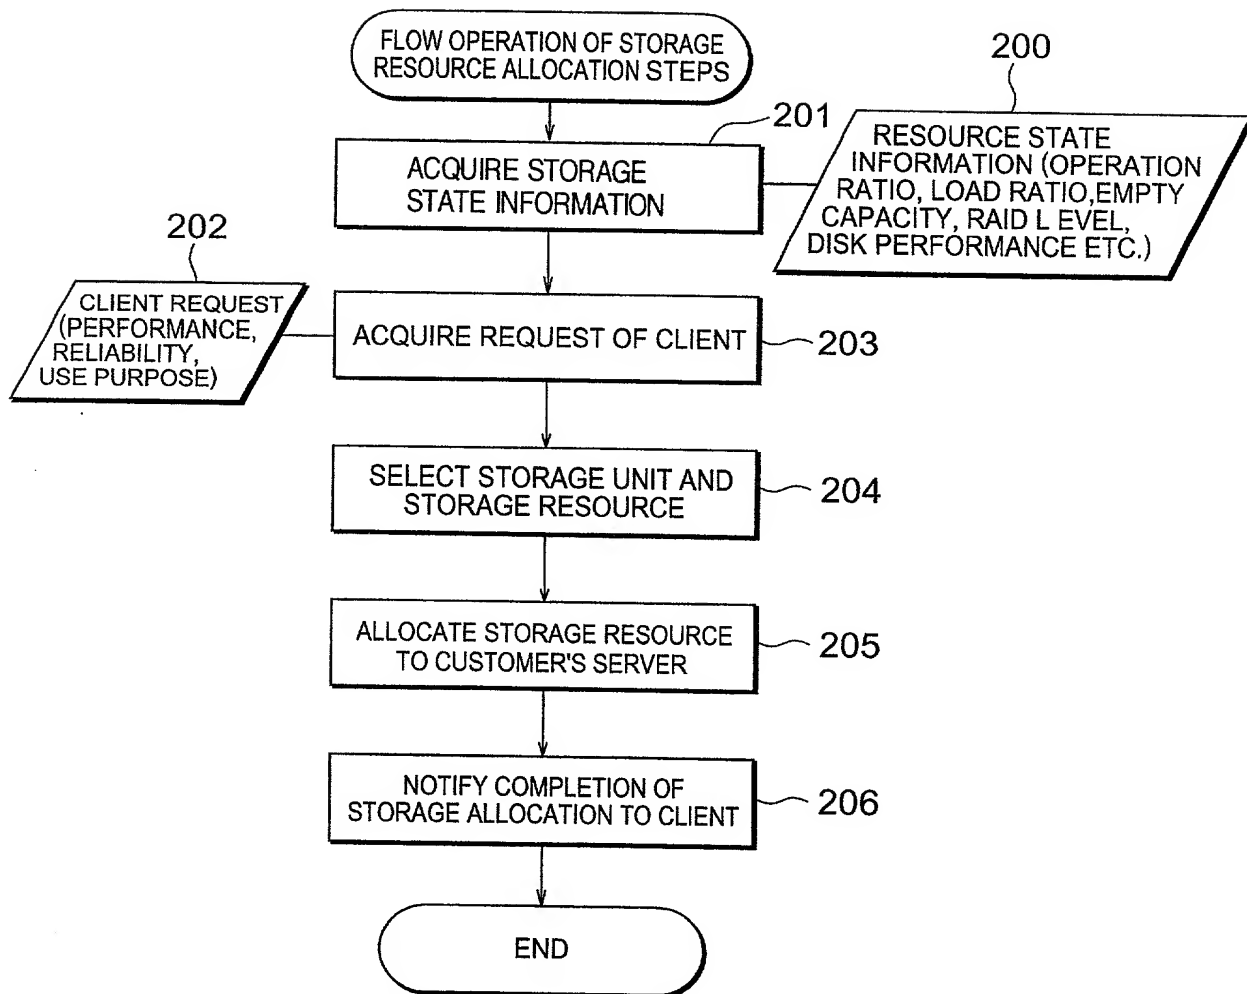 FLOW OPERATION OF STORAGE
RESOURCE ALLOCATION STEPS
200
201
ACQUIRE STORAGE
STATE INFORMATION
RESOURCE STATE
INFORMATION (OPERATION
RATIO, LOAD RATIO,EMPTY
CAPACITY, RAID L EVEL,
DISK PERFORMANCE ETC.)
202
CLIENT REQUEST
(PERFORMANCE,
RELIABILITY,
USE PURPOSE)
ACQUIRE REQUEST OF CLIENT
203
SELECT STORAGE UNIT AND
STORAGE RESOURCE
204
ALLOCATE STORAGE RESOURCE
TO CUSTOMER'S SERVER
205
NOTIFY COMPLETION OF
STORAGE ALLOCATION TO CLIENT
206
END